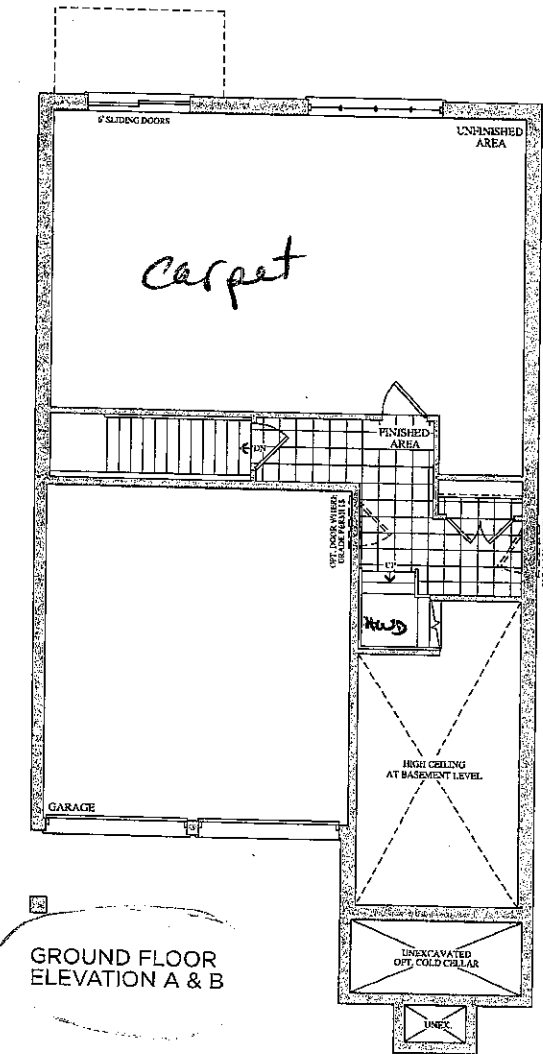 6' SLIDING DOORS
UNFINISHED
AREA
carpet
DN
FINISHED
AREA
OPT. DOOR WHERE
GRADE PERMITS
UP
HWD
HIGH CEILING
AT BASEMENT LEVEL
GARAGE
GROUND FLOOR
ELEVATION A & B
UNEXCAVATED
OPT. COLD CELLAR
UNEX.